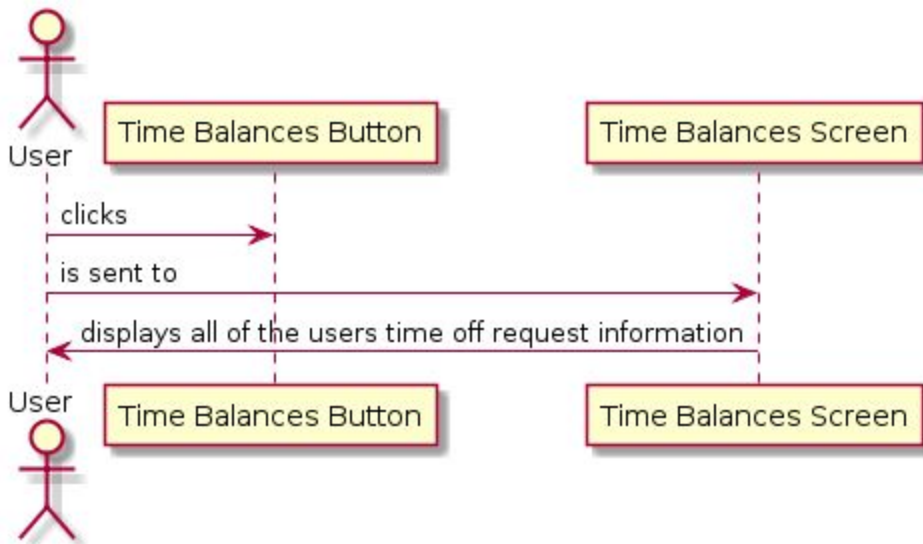 User
Time Balances Button
Time Balances Screen
clicks
is sent to
displays all of the users time off request information
User
Time Balances Button
Time Balances Screen